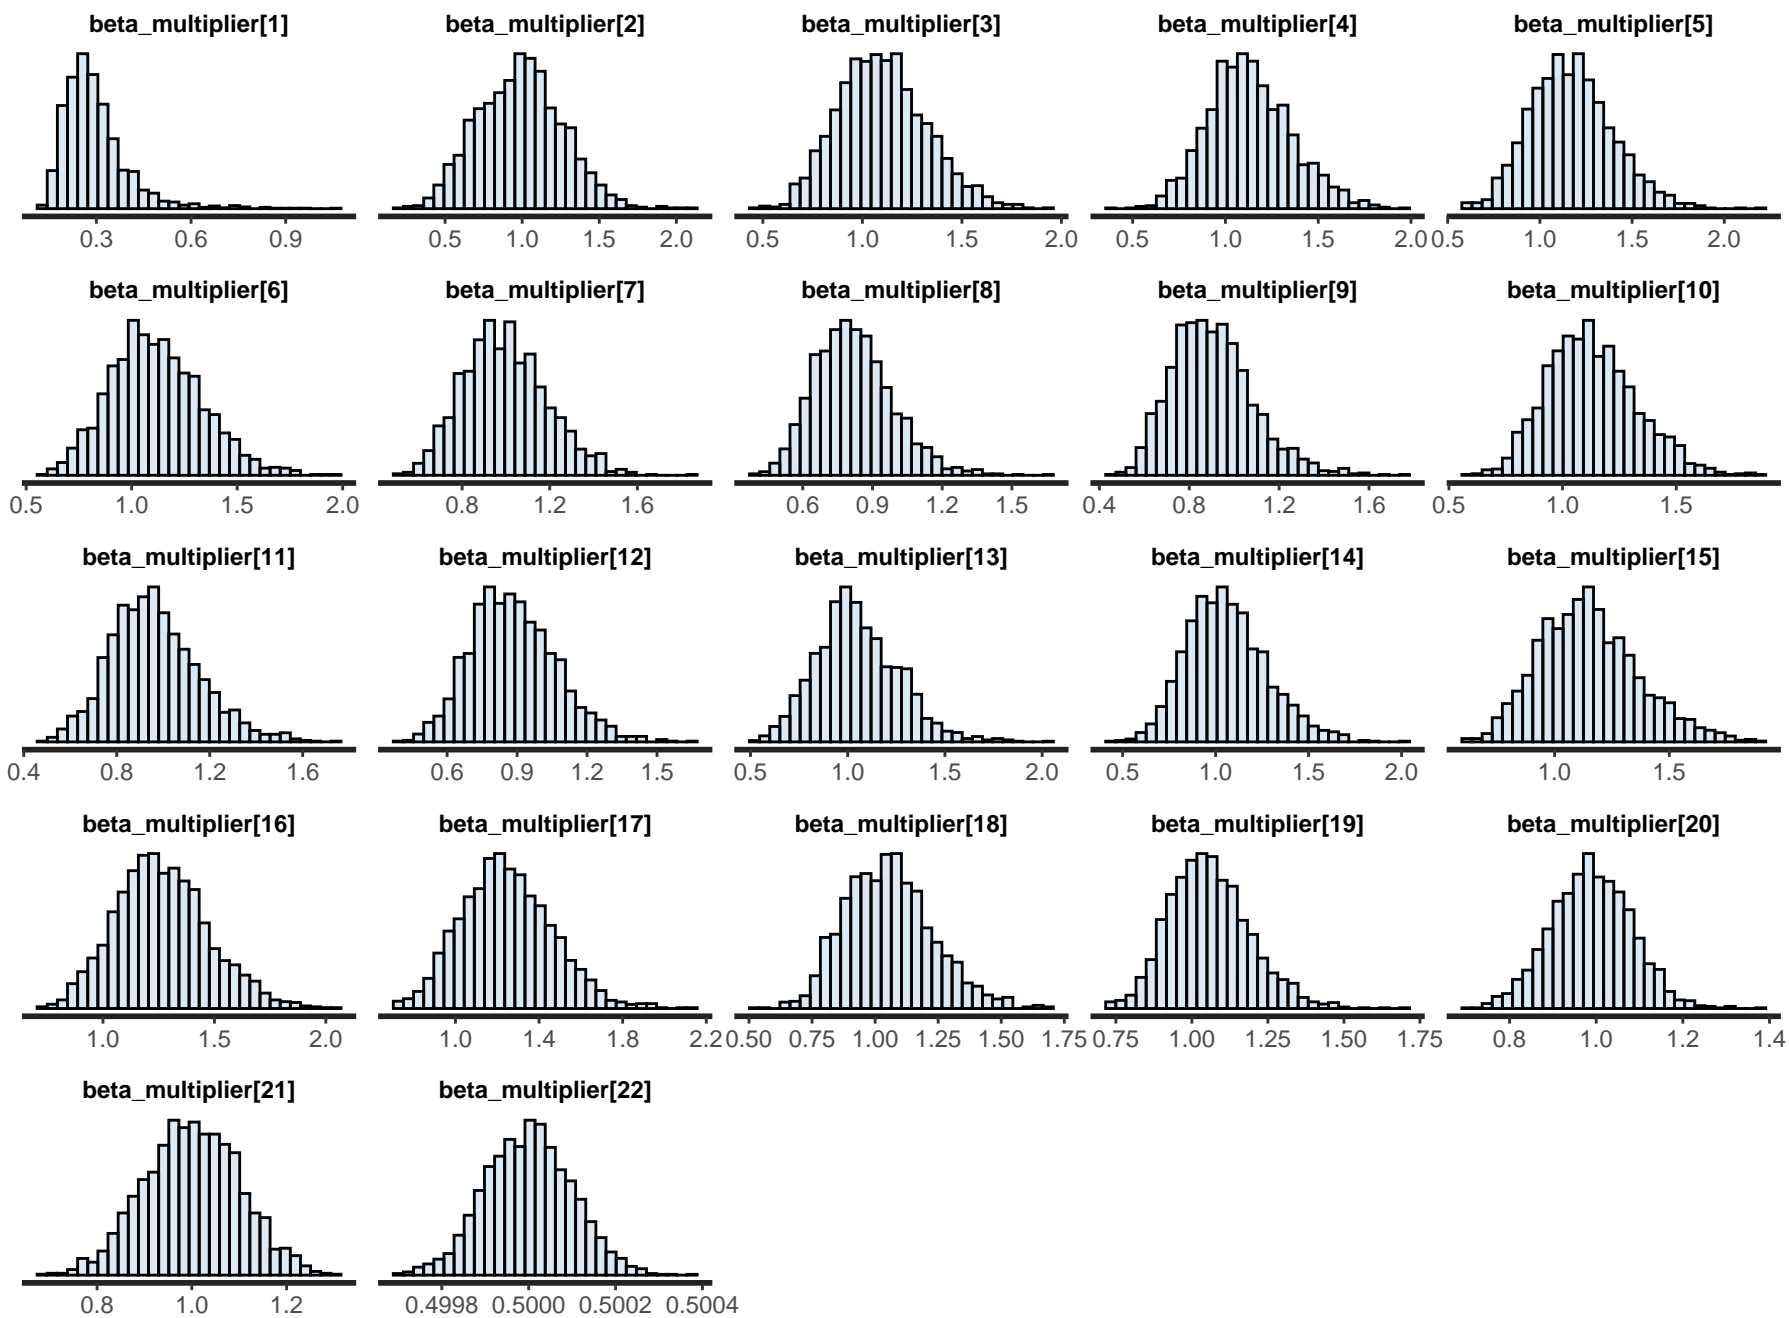 beta_multiplier[1] beta_multiplier[2] beta_multiplier[3] beta_multiplier[4] beta_multiplier[5]
0.3 0.6 0.9 0.5 1.0 1.5 2.0 0.5 1.0 1.5 2.0 0.5 1.0 1.5 2.0 0.5 1.0 1.5 2.0
beta_multiplier[6] beta_multiplier[7] beta_multiplier[8] beta_multiplier[9] beta_multiplier[10]
0.5 1.0 1.5 2.0 0.8 1.2 1.6 0.6 0.9 1.2 1.5 0.4 0.8 1.2 1.6 0.5 1.0 1.5
beta_multiplier[11] beta_multiplier[12] beta_multiplier[13] beta_multiplier[14] beta_multiplier[15]
0.4 0.8 1.2 1.6 0.6 0.9 1.2 1.5 0.5 1.0 1.5 2.0 0.5 1.0 1.5 2.0 1.0 1.5
beta_multiplier[16] beta_multiplier[17] beta_multiplier[18] beta_multiplier[19] beta_multiplier[20]
1.0 1.5 2.0 1.0 1.4 1.8 2.2 0.50 0.75 1.00 1.25 1.50 1.75 0.75 1.00 1.25 1.50 1.75 0.8 1.0 1.2 1.4
beta_multiplier[21] beta_multiplier[22]
0.8 1.0 1.2 0.4998 0.5000 0.5002 0.5004